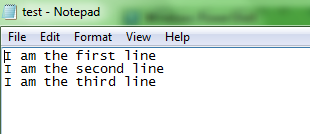 test - Notepad
File Edit Format View Help
I am the first line
I am the second line
I am the third line